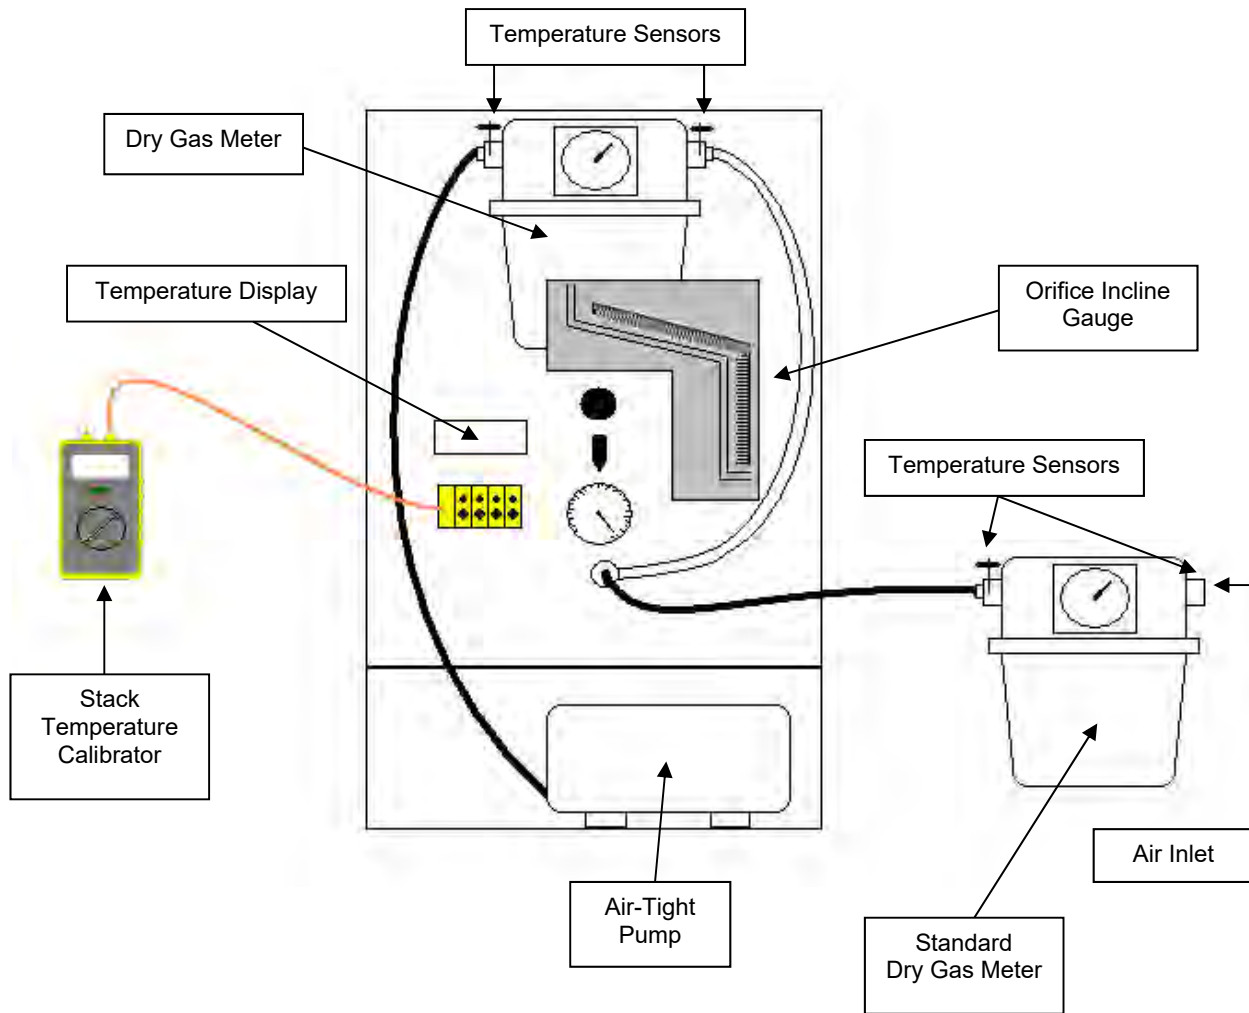 Temperature Sensors
Dry Gas Meter
Temperature Display
Orifice Incline
Gauge
Temperature Sensors
Stack
Temperature
Calibrator
Air Inlet
Air-Tight
Pump
Standard
Dry Gas Meter